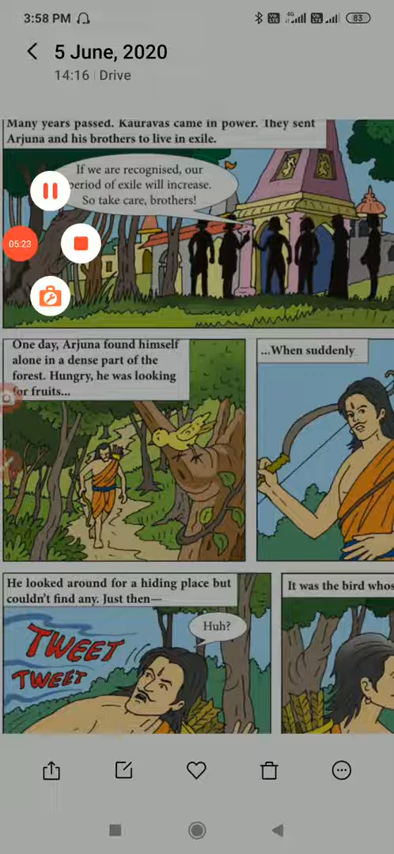 3:58 PM
83
5 June, 2020
14:16 | Drive
Many years passed. Kauravas came in power. They sent
Arjuna and his brothers to live in exile.
If we are recognised, our
period of exile will increase.
So take care, brothers!
05:23
One day, Arjuna found himself
alone in a dense part of the
forest. Hungry, he was looking
for fruits...
...When suddenly
He looked around for a hiding place but
couldn't find any. Just then—
Huh?
TWEET
TWEET
It was the bird whos